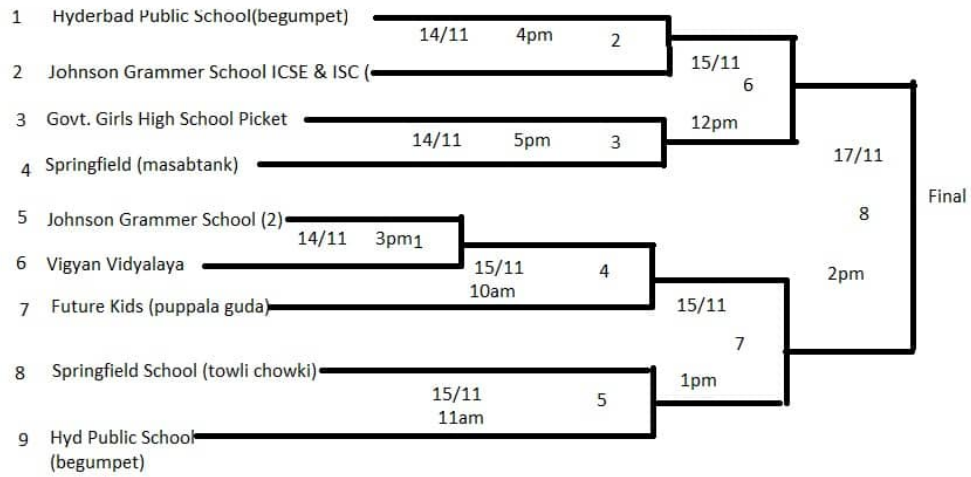 1 Hyderbad Public School(begumpet)
14/11 4pm 2
2 Johnson Grammer School ICSE & ISC (
15/11
6
3 Govt. Girls High School Picket
12pm
14/11 5pm 3
4 Springfield (masabtank)
17/11
Final
8
5 Johnson Grammer School (2)
14/11 3pm 1
6 Vigyan Vidyalaya
15/11 4
10am
2pm
7 Future Kids (puppala guda)
15/11
7
8 Springfield School (towli chowki)
1pm
15/11 5
11am
9 Hyd Public School
(begumpet)